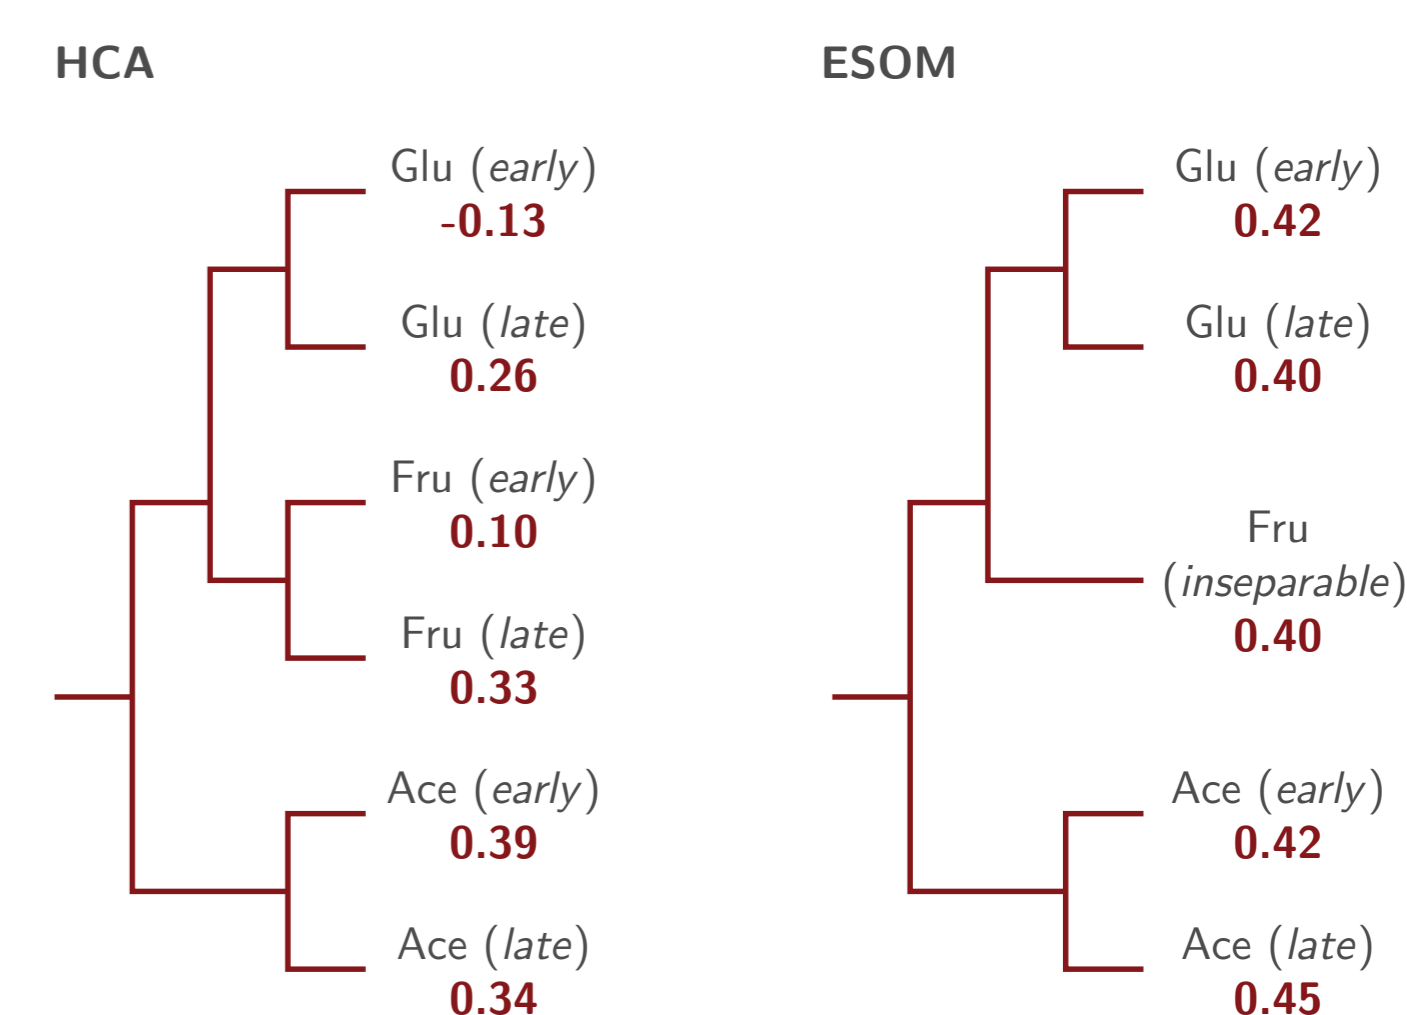 HCA
Glu (early)
-0.13
Glu (late)
0.26
Fru (early)
0.10
Fru (late)
0.33
Ace (early)
0.39
Ace (late)
0.34
ESOM
Glu (early)
0.42
Glu (late)
0.40
Fru
(inseparable)
0.40
Ace (early)
0.42
Ace (late)
0.45